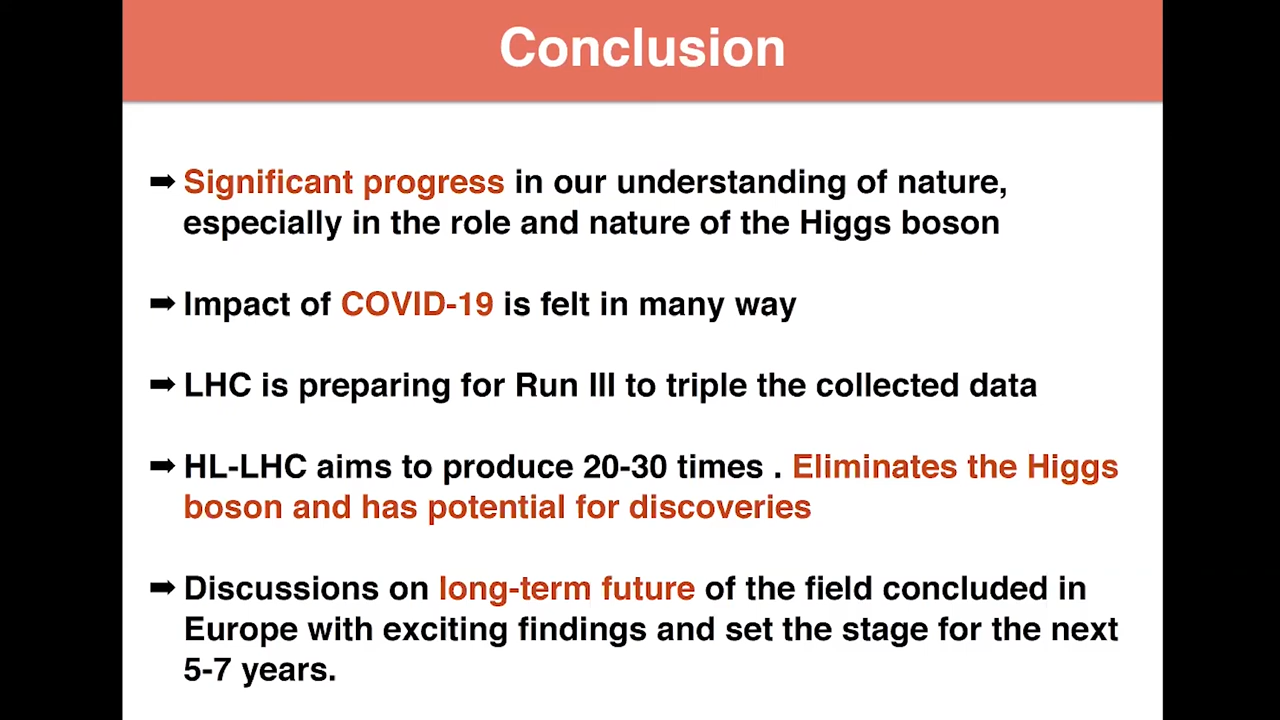 Conclusion
➡ Significant progress in our understanding of nature,
especially in the role and nature of the Higgs boson
➡ Impact of COVID-19 is felt in many way
➡ LHC is preparing for Run III to triple the collected data
➡ HL-LHC aims to produce 20-30 times . Eliminates the Higgs
boson and has potential for discoveries
➡ Discussions on long-term future of the field concluded in
Europe with exciting findings and set the stage for the next
5-7 years.